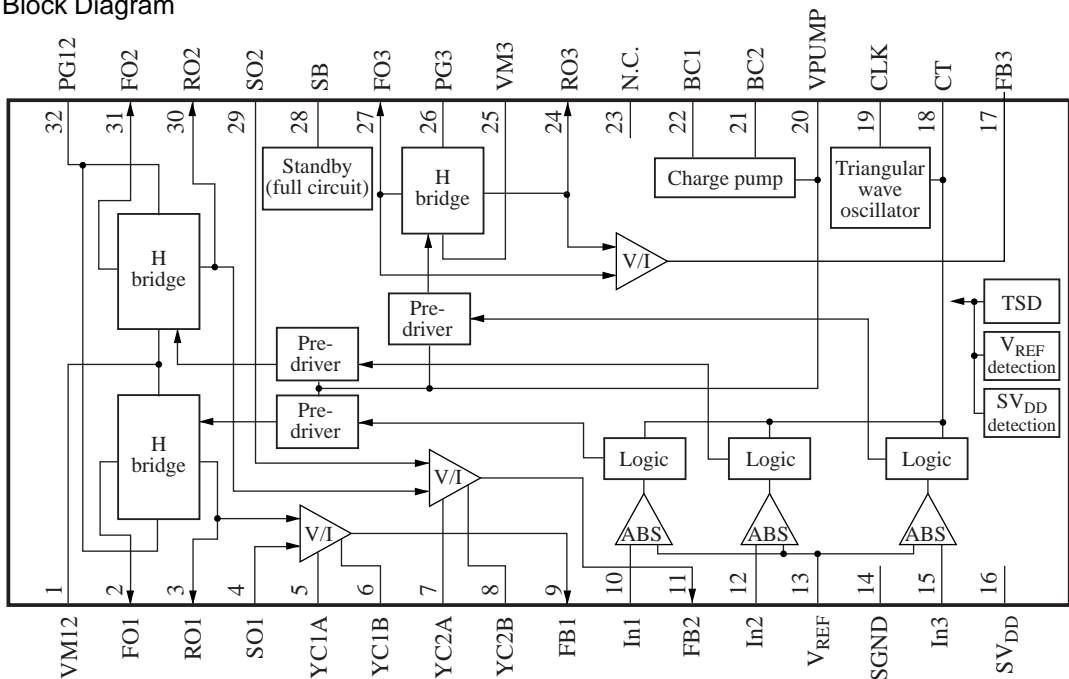 Block Diagram
PG12
FO2
RO2
SO2
SB
FO3
PG3
VM3
RO3
N.C.
BC1
BC2
VPUMP
CLK
CT
FB3
32
31
30
29
28
27
26
25
24
23
22
21
20
19
18
17
Standby
(full circuit)
H
bridge
Charge pump
Triangular
wave
oscillator
H
bridge
V/I
TSD
Pre-
driver
VREF
detection
Pre-
driver
SVDD
detection
Pre-
driver
H
bridge
Logic
Logic
Logic
V/I
V/I
ABS
ABS
ABS
1
2
3
4
5
6
7
8
9
10
11
12
13
14
15
16
VM12
FO1
RO1
SO1
YC1A
YC1B
YC2A
YC2B
FB1
In1
FB2
In2
VREF
SGND
In3
SVDD